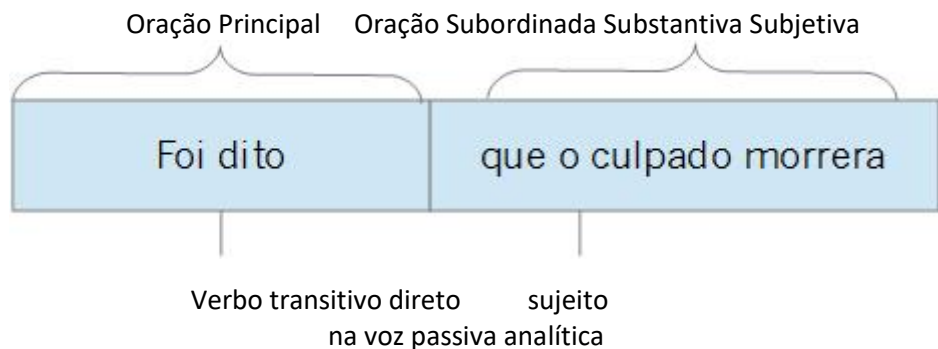 Oração Principal Oração Subordinada Substantiva Subjetiva
Foi dito que o culpado morrera
Verbo transitivo direto sujeito
na voz passiva analítica